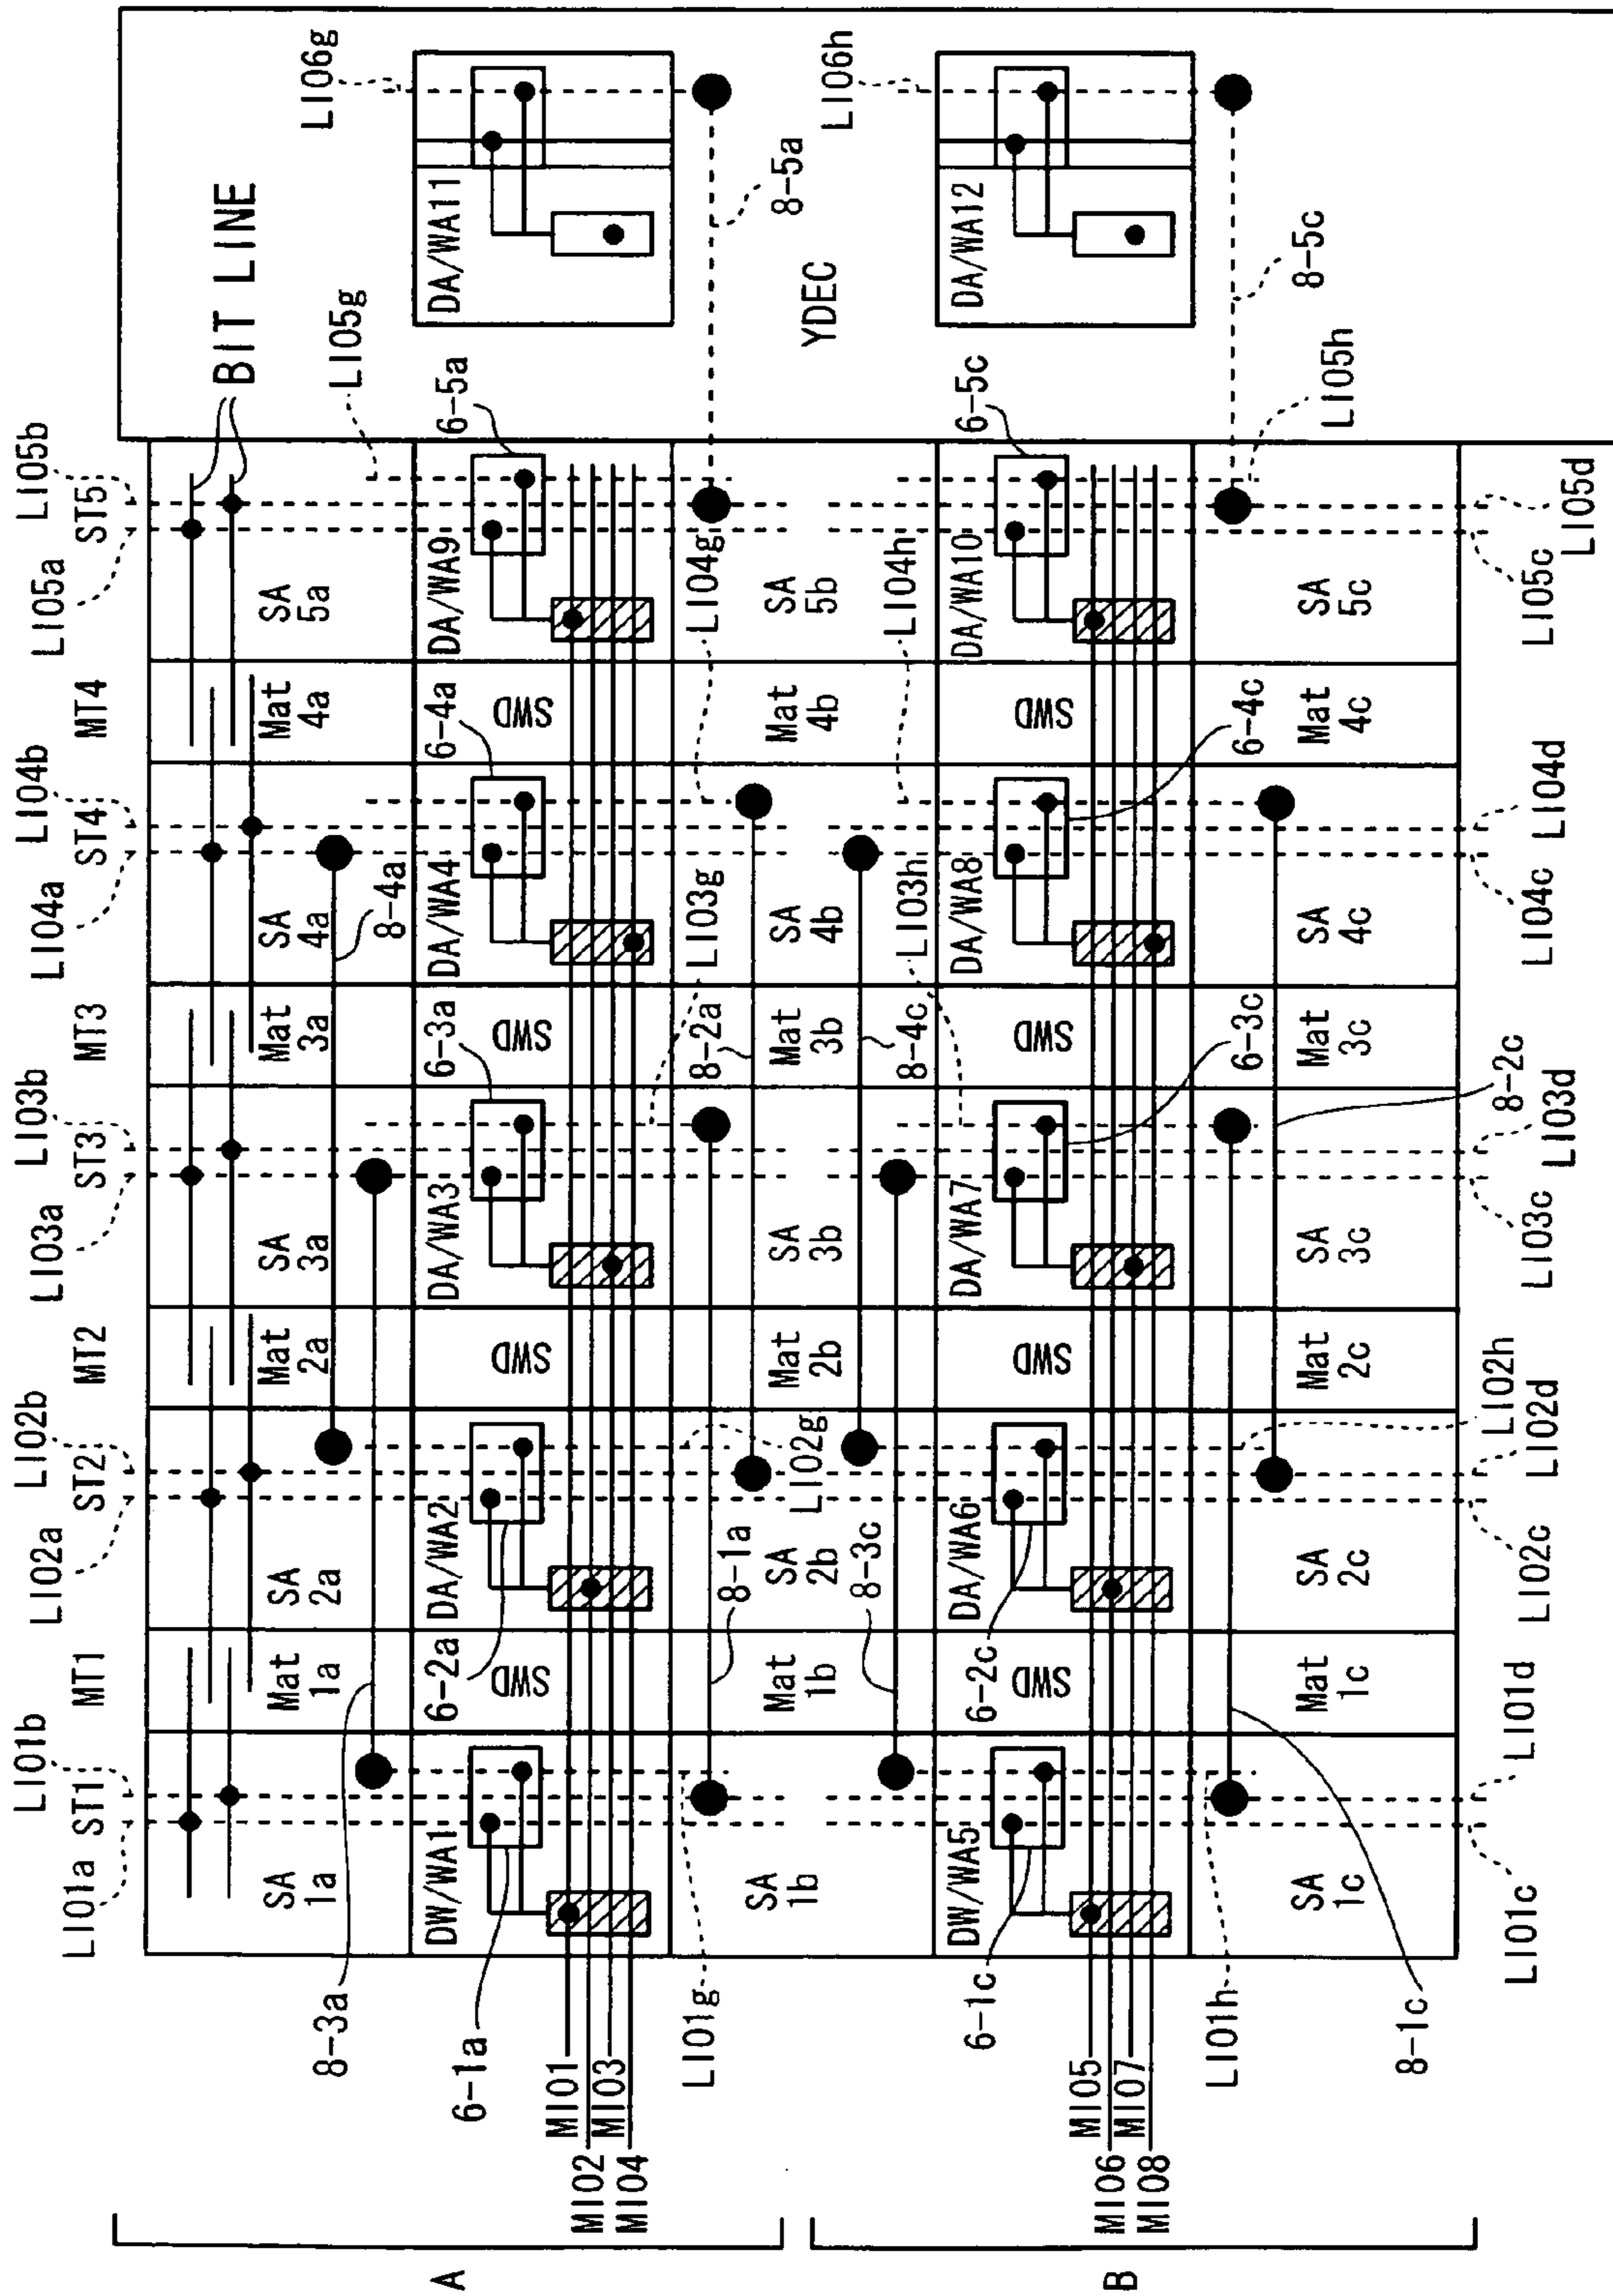 LIO1b
LIO2b
LIO3b
LIO4b
LIO5b
LIO1a ST1
MT1
LIO2a ST2
MT2
LIO3a ST3
MT3
LIO4a ST4
MT4
LIO5a ST5
BIT LINE
SA
1a
Mat
1a
SA
2a
Mat
2a
SA
3a
Mat
3a
SA
4a
Mat
4a
SA
5a
8-3a
8-4a
LIO5g
LIO6g
A
6-1a
DW/WA1
6-2a
DA/WA2
DA/WA3
6-3a
DA/WA4
6-4a
DA/WA9
6-5a
DA/WA11
SWD
SWD
SWD
SWD
MIO1
MIO2
MIO3
MIO4
LIO1g
8-1a
LIO2g
LIO3g
8-2a
LIO4g
8-5a
SA
1b
Mat
1b
SA
2b
Mat
2b
SA
3b
Mat
3b
SA
4b
Mat
4b
SA
5b
YDEC
8-3c
8-4c
LIO3h
LIO4h
LIO6h
B
6-1c
DW/WA5
6-2c
DA/WA6
DA/WA7
DA/WA8
DA/WA10
6-5c
DA/WA12
SWD
SWD
SWD
SWD
MIO5
MIO6
MIO7
MIO8
LIO1h
6-3c
6-4c
8-5c
LIO5h
SA
1c
Mat
1c
SA
2c
Mat
2c
SA
3c
Mat
3c
SA
4c
Mat
4c
SA
5c
8-1c
LIO2h
8-2c
LIO1c
LIO1d
LIO2c
LIO2d
LIO3c
LIO3d
LIO4c
LIO4d
LIO5c
LIO5d